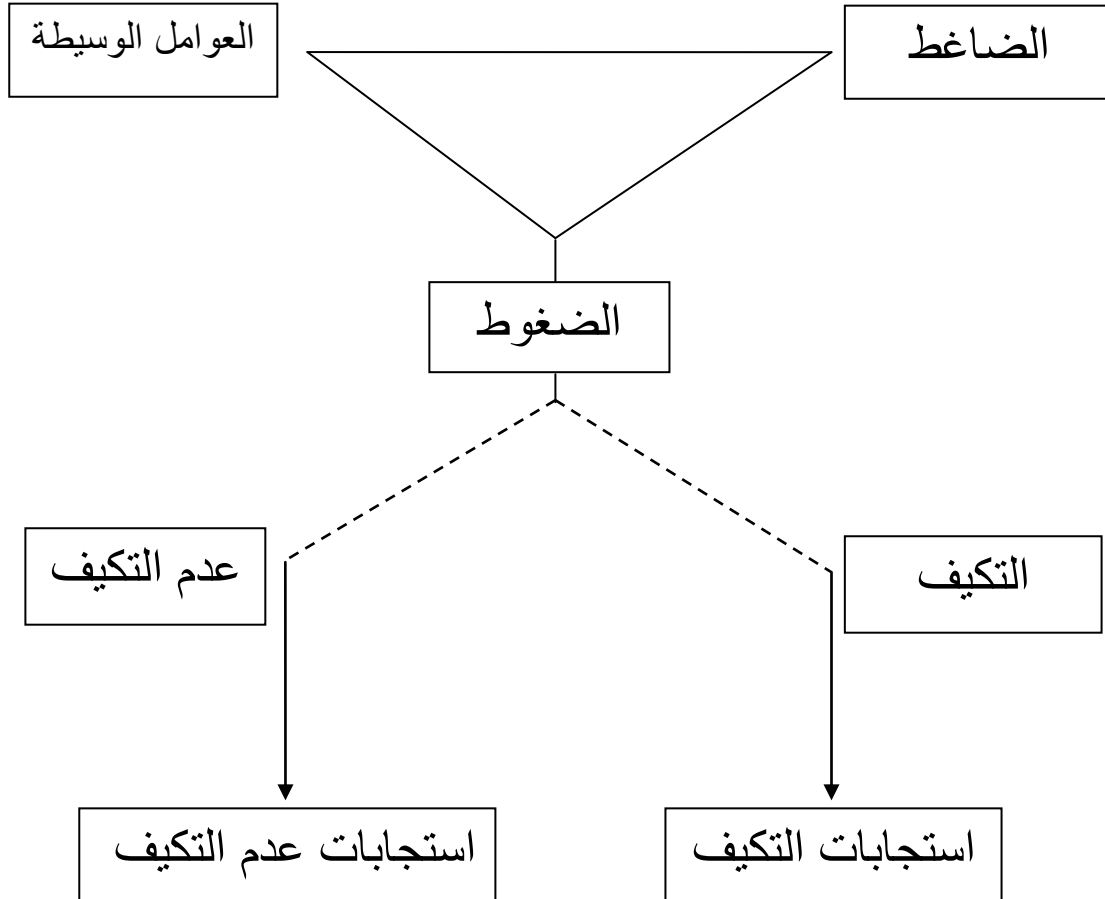 الضاغط
العوامل الوسيطة
الضغوط
التكيف
عدم التكيف
استجابات التكيف
استجابات عدم التكيف